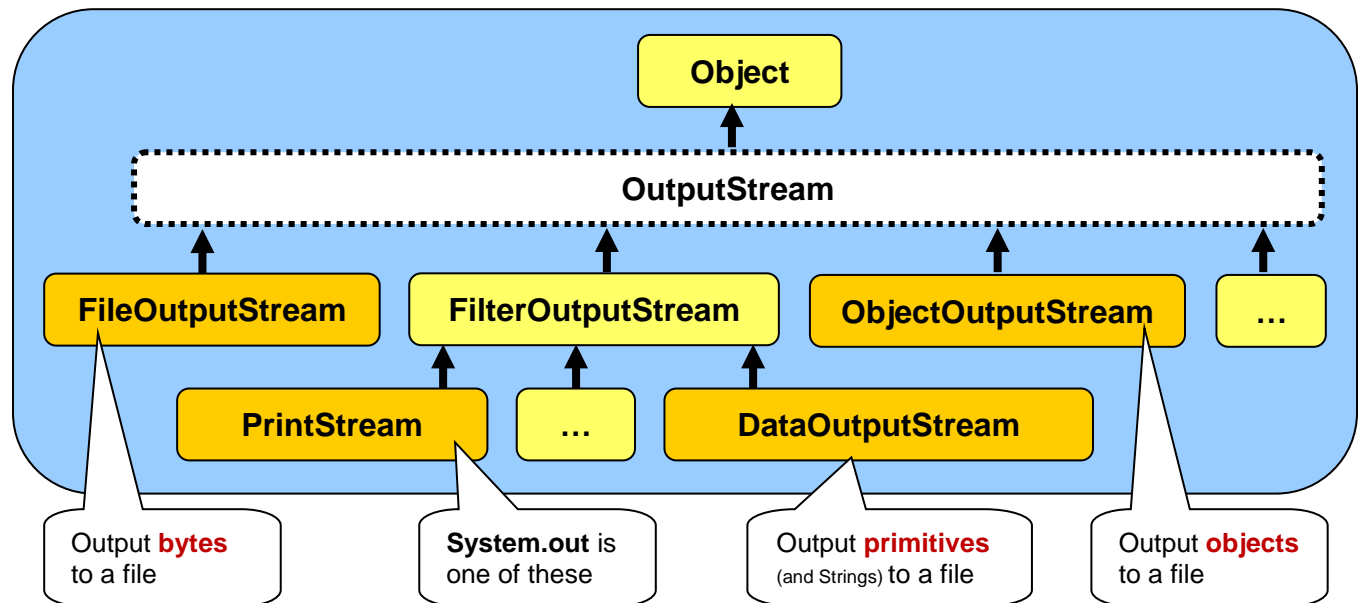 Object
OutputStream
FileOutputStream
FilterOutputStream
ObjectOutputStream
…
PrintStream
…
DataOutputStream
Output bytes
to a file
System.out is
one of these
Output primitives
(and Strings) to a file
Output objects
to a file